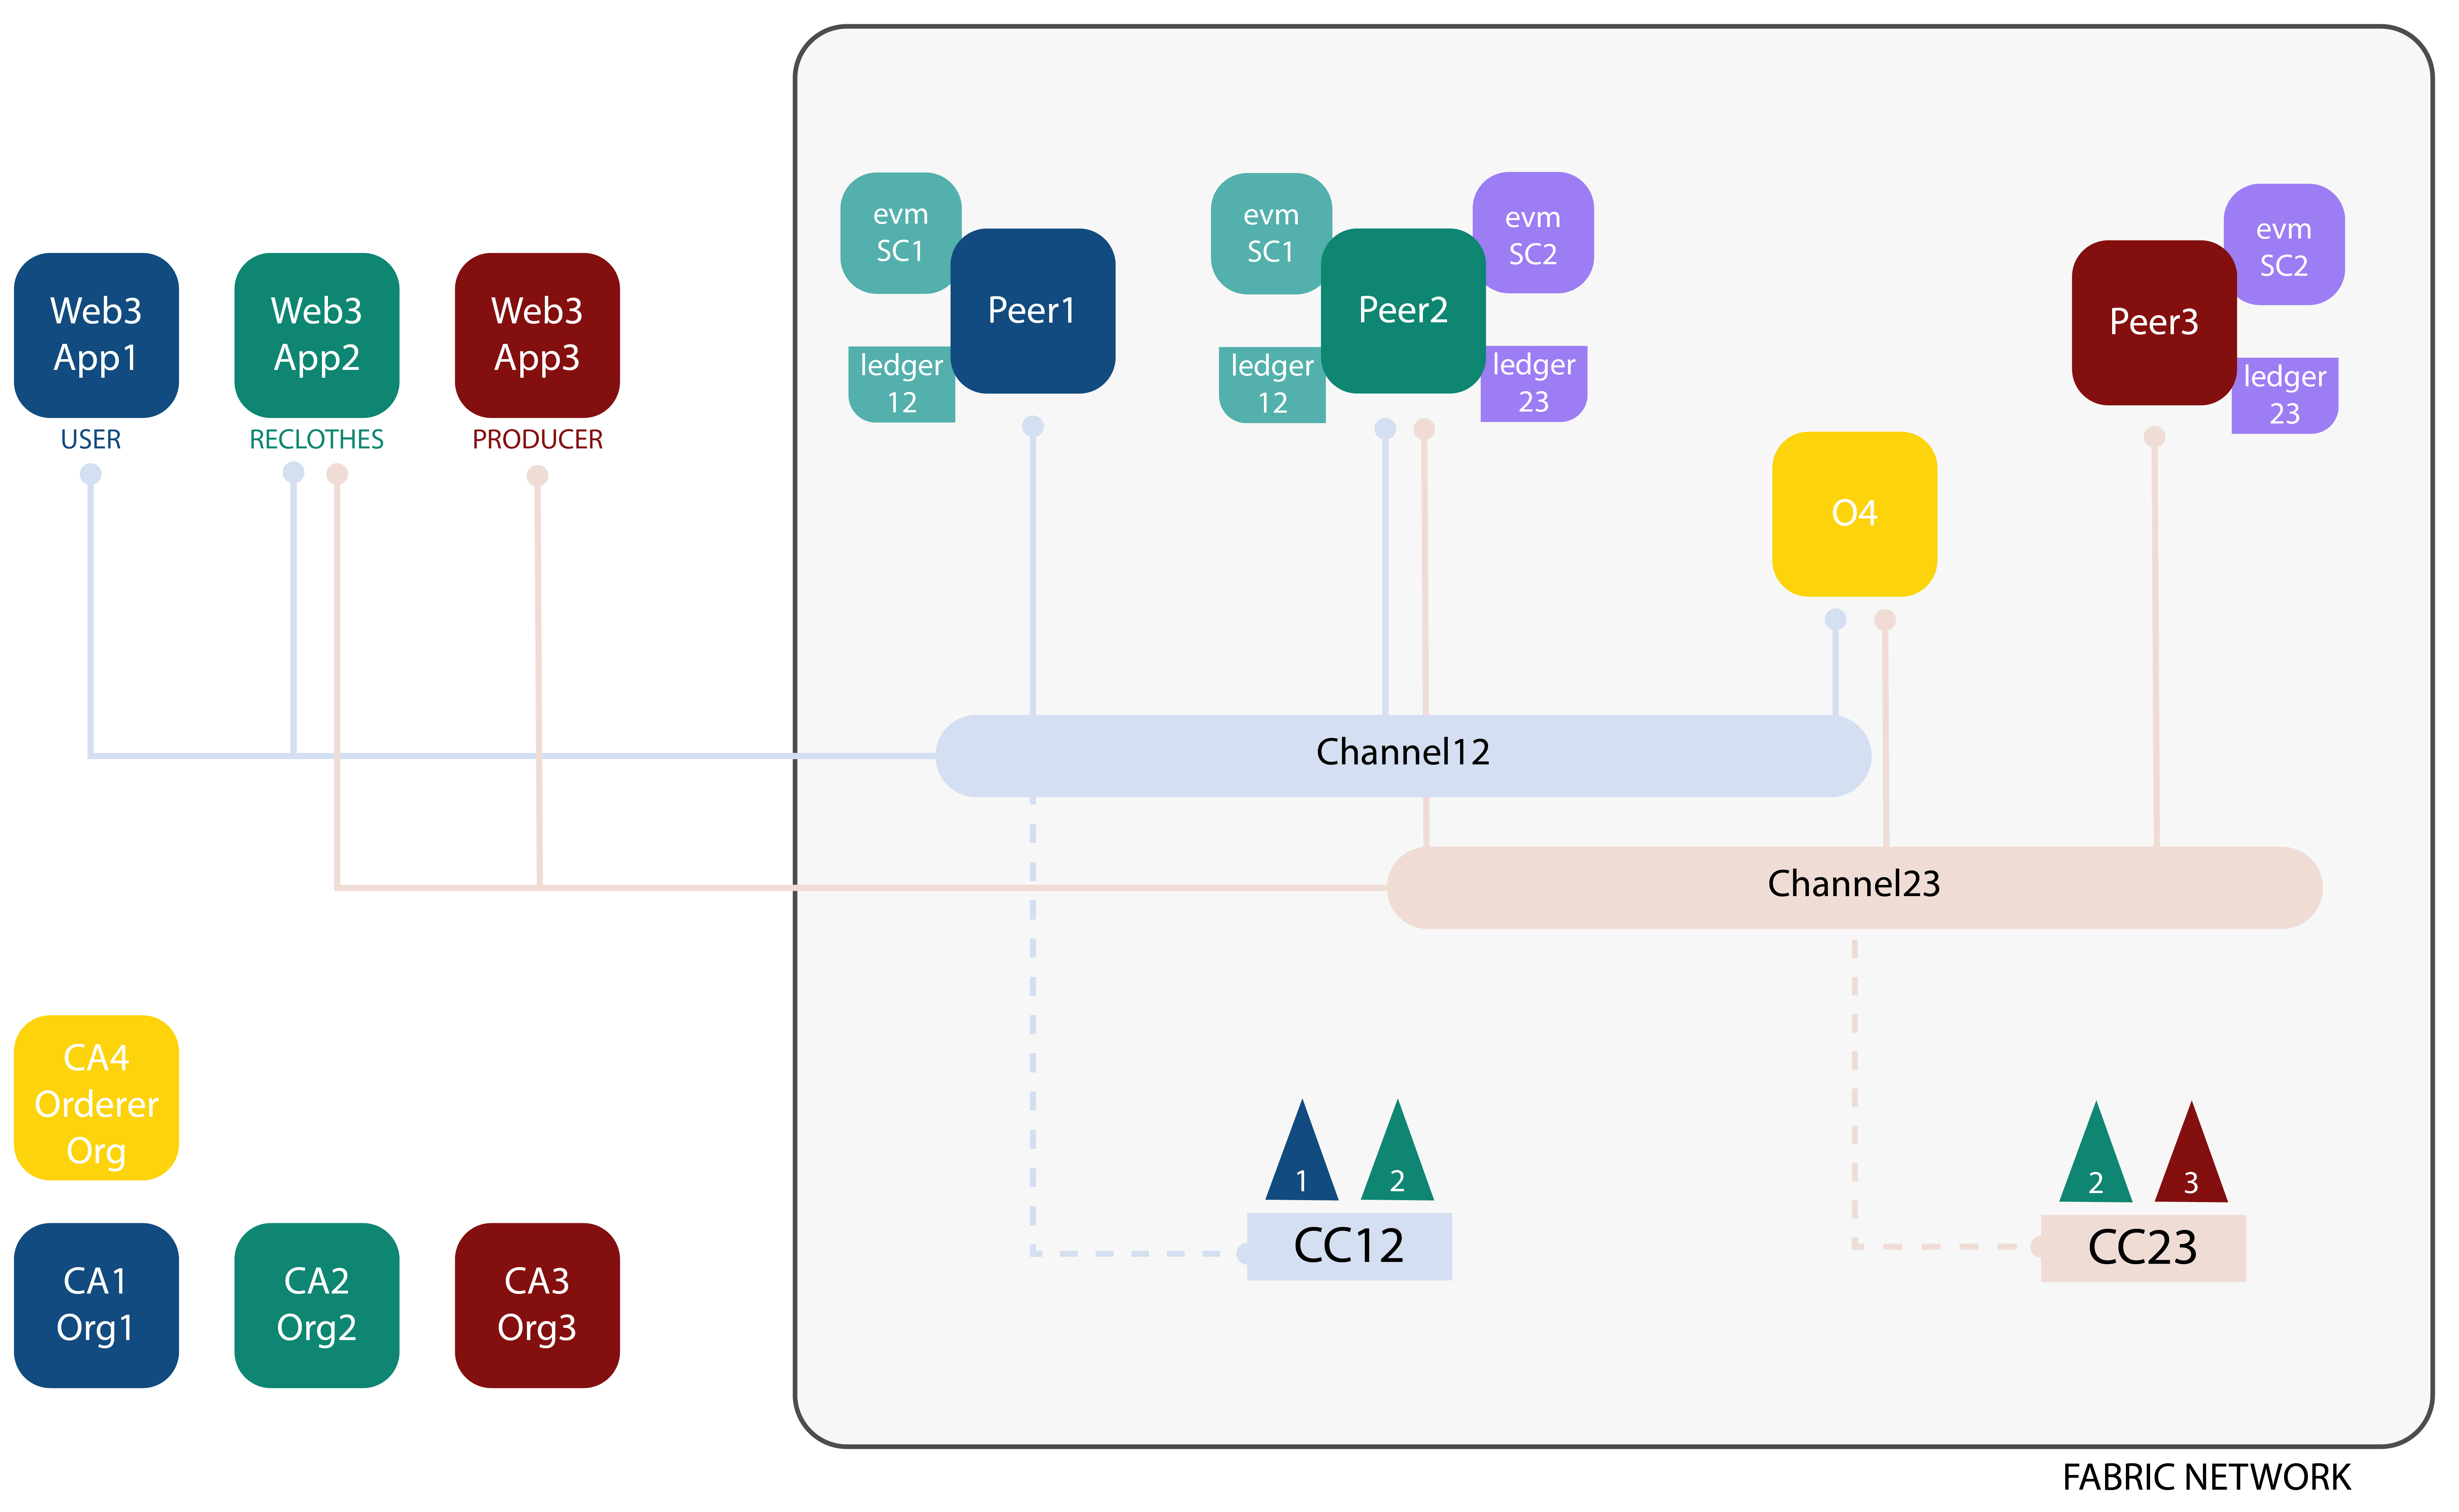 Web3
App1
USER
Web3
App2
RECLOTHES
Web3
App3
PRODUCER
evm
SC1
Peer1
ledger
12
evm
SC1
Peer2
evm
SC2
ledger
12
ledger
23
evm
SC2
Peer3
ledger
23
O4
Channel12
Channel23
CA4
Orderer
Org
CA1
Org1
CA2
Org2
CA3
Org3
1
2
CC12
2
3
CC23
FABRIC NETWORK